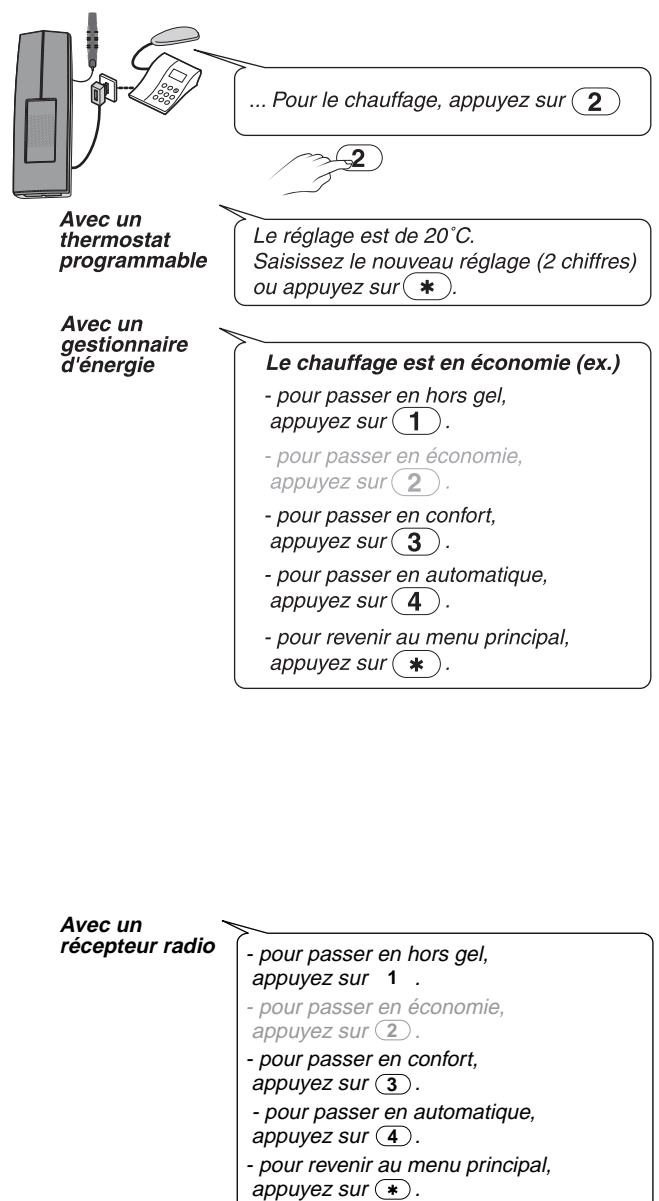 ... Pour le chauffage, appuyez sur 2
2
Avec un
thermostat
programmable
Le réglage est de 20˚C.
Saisissez le nouveau réglage (2 chiffres)
ou appuyez sur ✱.
Avec un
gestionnaire
d'énergie
Le chauffage est en économie (ex.)
- pour passer en hors gel,
appuyez sur 1 .
- pour passer en économie,
appuyez sur 2 .
- pour passer en confort,
appuyez sur 3 .
- pour passer en automatique,
appuyez sur 4 .
- pour revenir au menu principal,
appuyez sur ✱ .
Avec un
récepteur radio
- pour passer en hors gel,
appuyez sur 1 .
- pour passer en économie,
appuyez sur 2 .
- pour passer en confort,
appuyez sur 3 .
- pour passer en automatique,
appuyez sur 4 .
- pour revenir au menu principal,
appuyez sur ✱ .